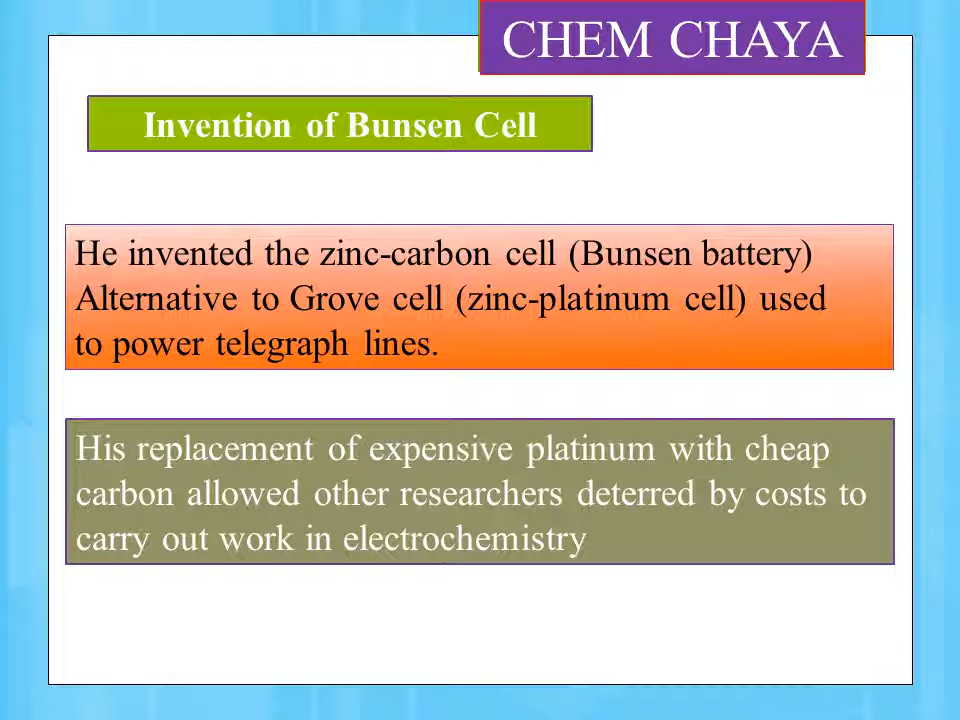 CHEM CHAYA
Invention of Bunsen Cell
He invented the zinc-carbon cell (Bunsen battery)
Alternative to Grove cell (zinc-platinum cell) used
to power telegraph lines.
His replacement of expensive platinum with cheap
carbon allowed other researchers deterred by costs to
carry out work in electrochemistry